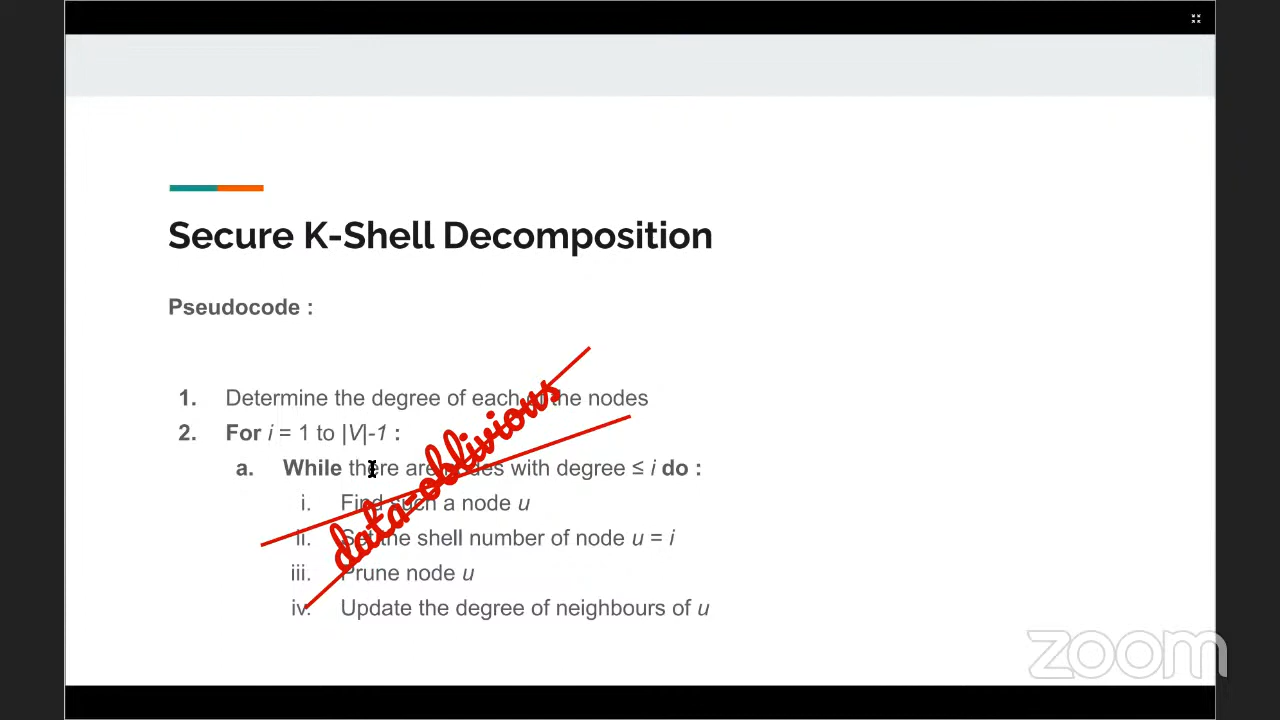 Secure K-Shell Decomposition
Pseudocode :
1. Determine the degree of each of the nodes
2. For i = 1 to |V|-1 :
a. While there are nodes with degree ≤ i do :
i. Find such a node u
ii. Set the shell number of node u = i
iii. Prune node u
iv. Update the degree of neighbours of u
data-oblivious
zoom